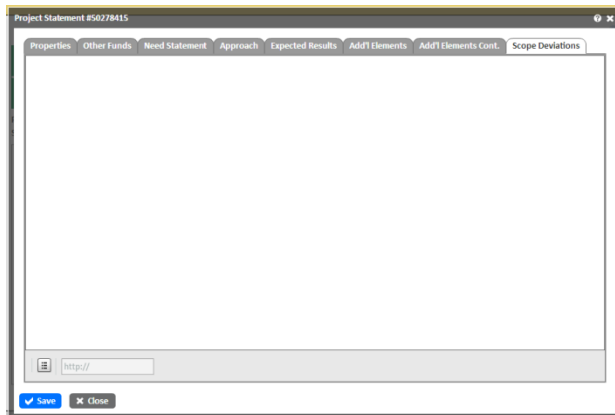 Project Statement #50278415
Properties Other Funds Need Statement Approach Expected Results Add'l Elements Add'l Elements Cont. Scope Deviations
http://
Save Close